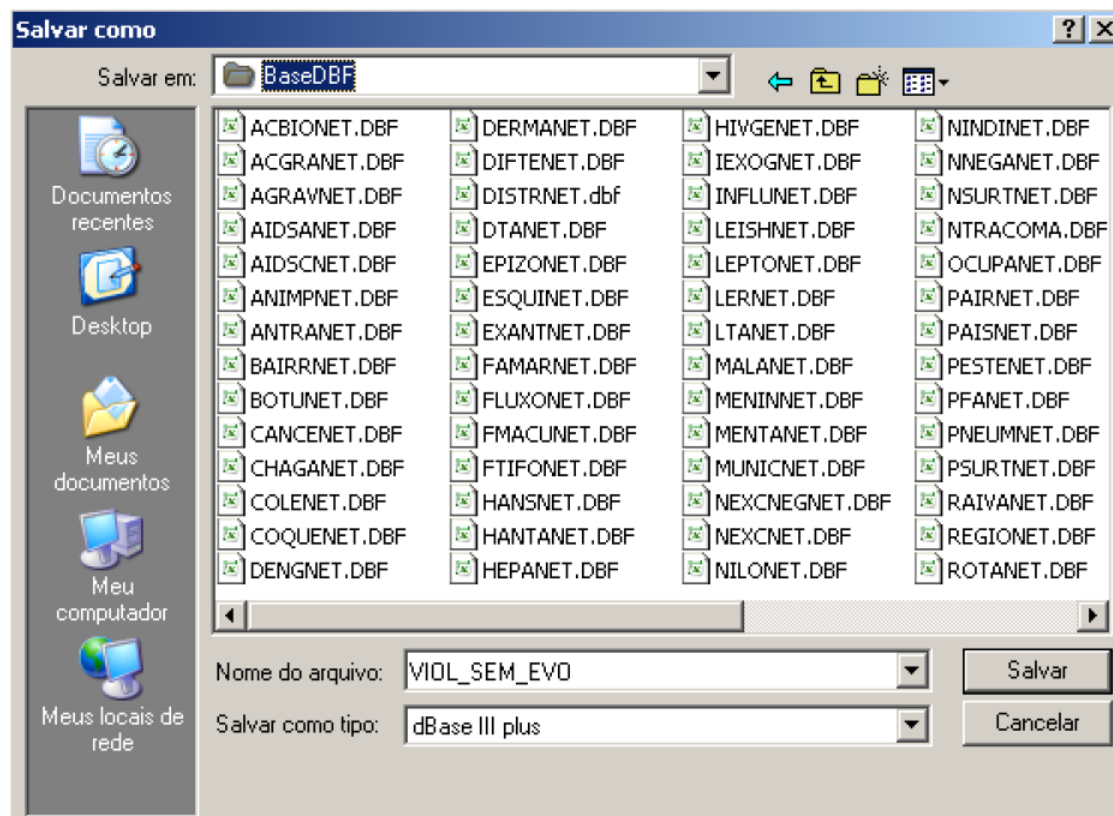 Salvar como
Salvar em: BaseDBF
Documentos
recentes
Desktop
Meus
documentos
Meu
computador
Meus locais de
rede
ACBIONET.DBF
ACGRANET.DBF
AGRAVNET.DBF
AIDSANET.DBF
AIDSCNET.DBF
ANIMPNET.DBF
ANTRANET.DBF
BAIRRNET.DBF
BOTUNET.DBF
CANCENET.DBF
CHAGANET.DBF
COLENET.DBF
COQUENET.DBF
DENGNET.DBF
DERMANET.DBF
DIFTENET.DBF
DISTRNET.dbf
DTANET.DBF
EPIZONET.DBF
ESQUINET.DBF
EXANTNET.DBF
FAMARNET.DBF
FLUXONET.DBF
FMACUNET.DBF
FTIFONET.DBF
HANSNET.DBF
HANTANET.DBF
HEPANET.DBF
HIVGENET.DBF
IEXOGNET.DBF
INFLUNET.DBF
LEISHNET.DBF
LEPTONET.DBF
LERNET.DBF
LTANET.DBF
MALANET.DBF
MENINNET.DBF
MENTANET.DBF
MUNICNET.DBF
NEXCNEGNET.DBF
NEXCNET.DBF
NILONET.DBF
NINDINET.DBF
NNEGANET.DBF
NSURTNET.DBF
NTRACOMA.DBF
OCUPANET.DBF
PAIRNET.DBF
PAISNET.DBF
PESTENET.DBF
PFANET.DBF
PNEUMNET.DBF
PSURTNET.DBF
RAIVANET.DBF
REGIONET.DBF
ROTANET.DBF
Nome do arquivo: VIOL_SEM_EVO Salvar
Salvar como tipo: dBase III plus Cancelar